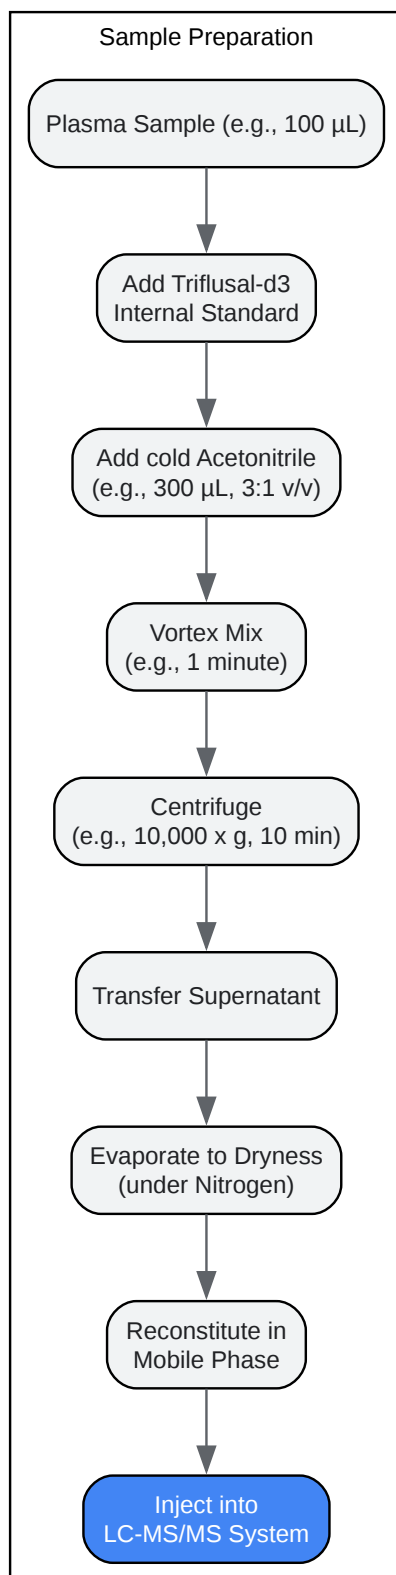 Sample Preparation
Plasma Sample (e.g., 100 µL)
Add Triflusal-d3
Internal Standard
Add cold Acetonitrile
(e.g., 300 µL, 3:1 v/v)
Vortex Mix
(e.g., 1 minute)
Centrifuge
(e.g., 10,000 x g, 10 min)
Transfer Supernatant
Evaporate to Dryness
(under Nitrogen)
Reconstitute in
Mobile Phase
Inject into
LC-MS/MS System